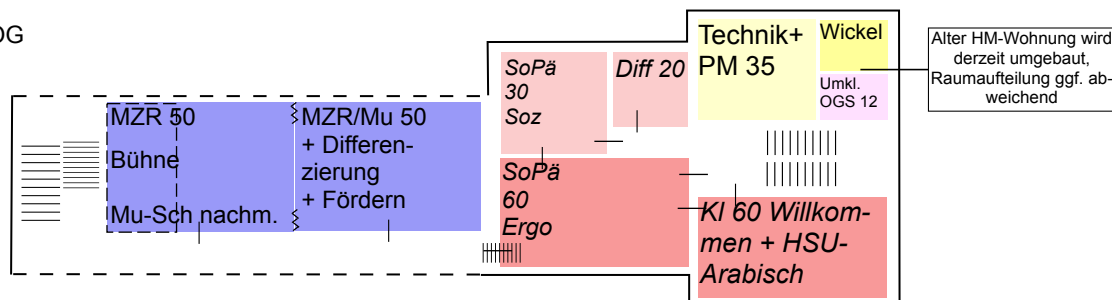 OG
MZR 50
Bühne
Mu-Sch nachm.
MZR/Mu 50
+ Differen-
zierung
+ Fördern
SoPä
30
Soz
Diff 20
SoPä
60
Ergo
Technik+
PM 35
Wickel
Umkl.
OGS 12
Kl 60 Willkom-
men + HSU-
Arabisch
Alter HM-Wohnung wird
derzeit umgebaut,
Raumaufteilung ggf. ab-
weichend